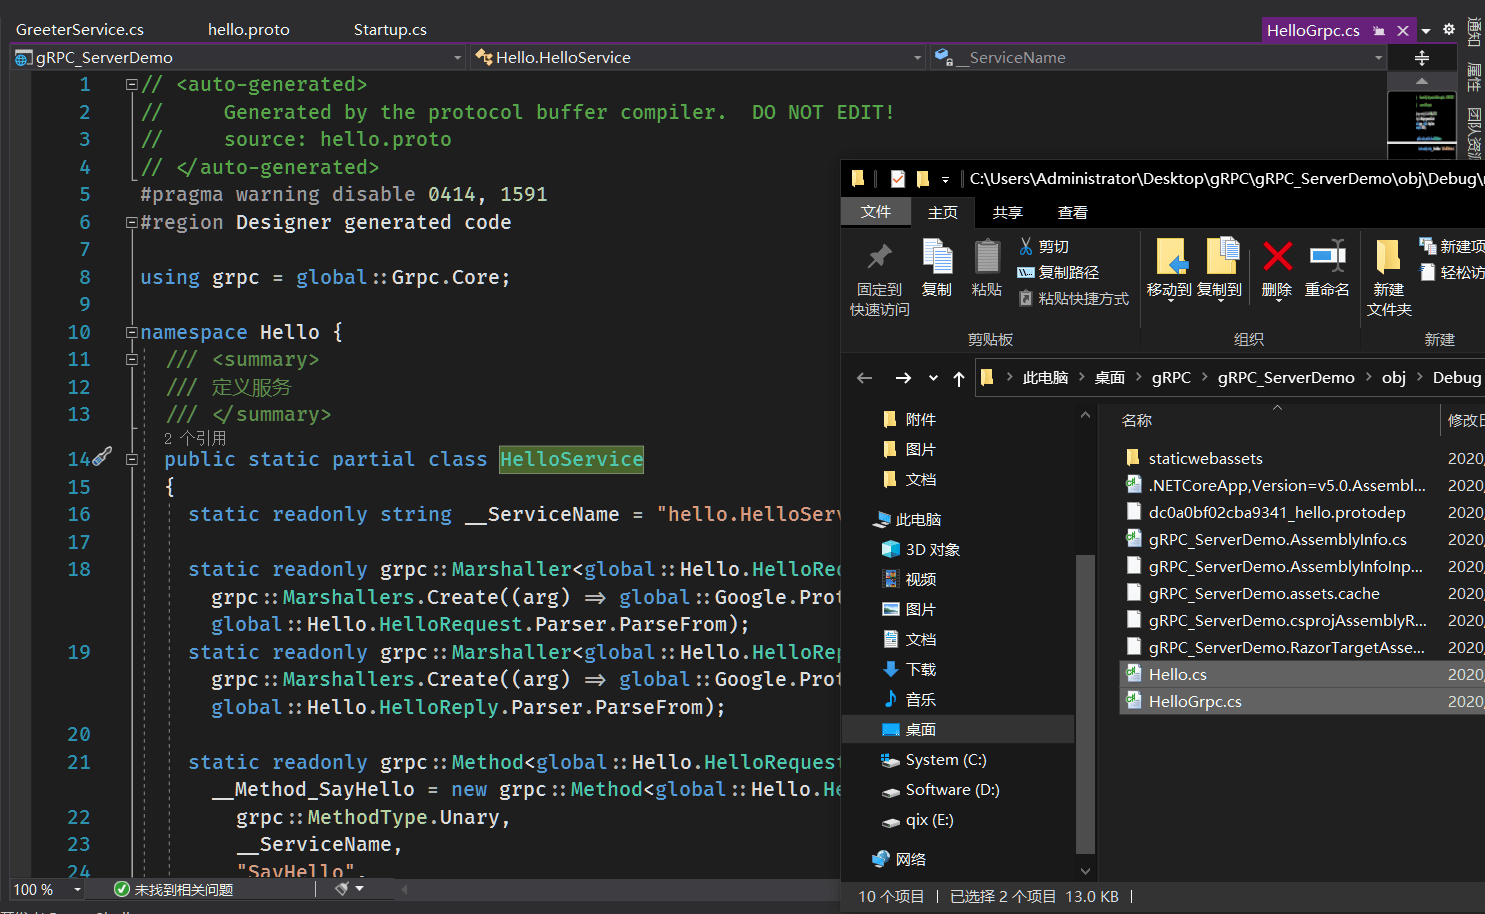 GreeterService.cs hello.proto Startup.cs HelloGrpc.cs
通知
属性
团队资
gRPC_ServerDemo Hello.HelloService __ServiceName
1 // <auto-generated>
2 //     Generated by the protocol buffer compiler.  DO NOT EDIT!
3 //     source: hello.proto
4 // </auto-generated>
5 #pragma warning disable 0414, 1591
6 #region Designer generated code
7
8 using grpc = global::Grpc.Core;
9
10 namespace Hello {
11 /// <summary>
12 /// 定义服务
13 /// </summary>
2 个引用
14 public static partial class HelloService
15 {
16 static readonly string __ServiceName = "hello.HelloServ
17
18 static readonly grpc::Marshaller<global::Hello.HelloReq
grpc::Marshallers.Create((arg) => global::Google.Prot
global::Hello.HelloRequest.Parser.ParseFrom);
19 static readonly grpc::Marshaller<global::Hello.HelloRep
grpc::Marshallers.Create((arg) => global::Google.Prot
global::Hello.HelloReply.Parser.ParseFrom);
20
21 static readonly grpc::Method<global::Hello.HelloRequest
__Method_SayHello = new grpc::Method<global::Hello.He
22 grpc::MethodType.Unary,
23 __ServiceName,
24 "SayHello",
100 % 未找到相关问题
C:\Users\Administrator\Desktop\gRPC\gRPC_ServerDemo\obj\Debug\
文件 主页 共享 查看
固定到
快速访问
复制
粘贴
剪切
复制路径
粘贴快捷方式
剪贴板
移动到 复制到 删除 重命名
组织
新建
文件夹
新建项
轻松访
新建
此电脑 > 桌面 > gRPC > gRPC_ServerDemo > obj > Debug
附件
图片
文档
此电脑
3D 对象
视频
图片
文档
下载
音乐
桌面
System (C:)
Software (D:)
qix (E:)
网络
名称 修改日
staticwebassets 2020,
.NETCoreApp,Version=v5.0.Assembl... 2020,
dc0a0bf02cba9341_hello.protodep 2020,
gRPC_ServerDemo.AssemblyInfo.cs 2020,
gRPC_ServerDemo.AssemblyInfoInp... 2020,
gRPC_ServerDemo.assets.cache 2020,
gRPC_ServerDemo.csprojAssemblyR... 2020,
gRPC_ServerDemo.RazorTargetAsse... 2020,
Hello.cs 2020,
HelloGrpc.cs 2020,
10 个项目 | 已选择 2 个项目 13.0 KB |